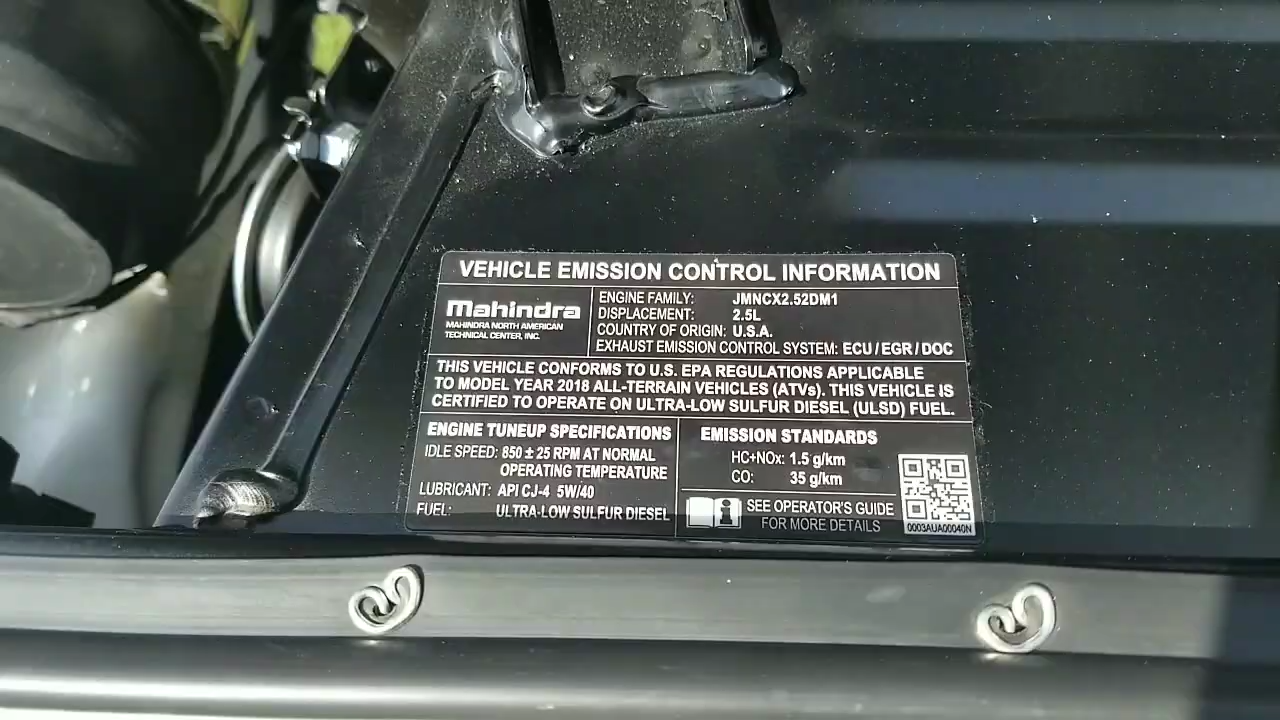 VEHICLE EMISSION CONTROL INFORMATION
Mahindra
MAHINDRA NORTH AMERICAN
TECHNICAL CENTER, INC.
ENGINE FAMILY: JMNCX2.52DM1
DISPLACEMENT: 2.5L
COUNTRY OF ORIGIN: U.S.A.
EXHAUST EMISSION CONTROL SYSTEM: ECU / EGR / DOC
THIS VEHICLE CONFORMS TO U.S. EPA REGULATIONS APPLICABLE
TO MODEL YEAR 2018 ALL-TERRAIN VEHICLES (ATVs). THIS VEHICLE IS
CERTIFIED TO OPERATE ON ULTRA-LOW SULFUR DIESEL (ULSD) FUEL.
ENGINE TUNEUP SPECIFICATIONS
IDLE SPEED: 850 ± 25 RPM AT NORMAL
OPERATING TEMPERATURE
LUBRICANT: API CJ-4 5W/40
FUEL: ULTRA-LOW SULFUR DIESEL
EMISSION STANDARDS
HC+NOx: 1.5 g/km
CO: 35 g/km
SEE OPERATOR'S GUIDE
FOR MORE DETAILS
0003AUA00040N